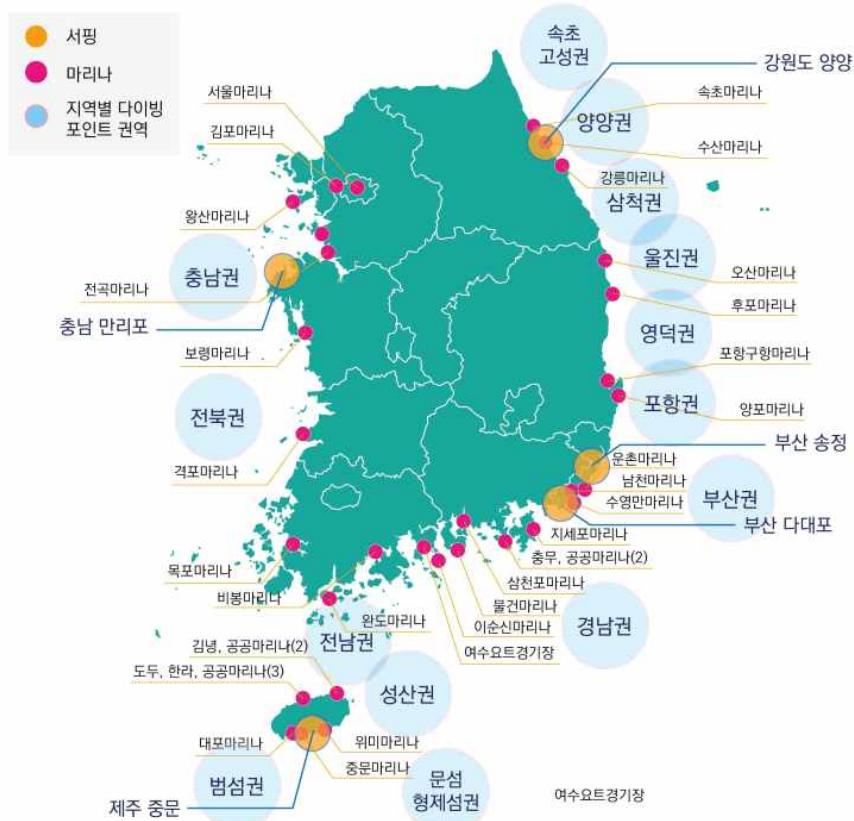 서핑
마리나
지역별 다이빙
포인트 권역
속초
고성권
강원도 양양
서울마리나
속초마리나
김포마리나
양양권
수산마리나
강릉마리나
왕산마리나
삼척권
울진권
충남권
오산마리나
전곡마리나
후포마리나
충남 만리포
영덕권
보령마리나
포항구항마리나
포항권
전북권
양포마리나
부산 송정
운촌마리나
격포마리나
남천마리나
부산권
수영만마리나
부산 다대포
지세포마리나
충무, 공공마리나(2)
목포마리나
삼천포마리나
비봉마리나
물건마리나
완도마리나
이순신마리나
경남권
전남권
김녕, 공공마리나(2)
여수요트경기장
도두, 한라, 공공마리나(3)
성산권
대포마리나
위미마리나
중문마리나
범섬권
문섬
형제섬권
여수요트경기장
제주 중문